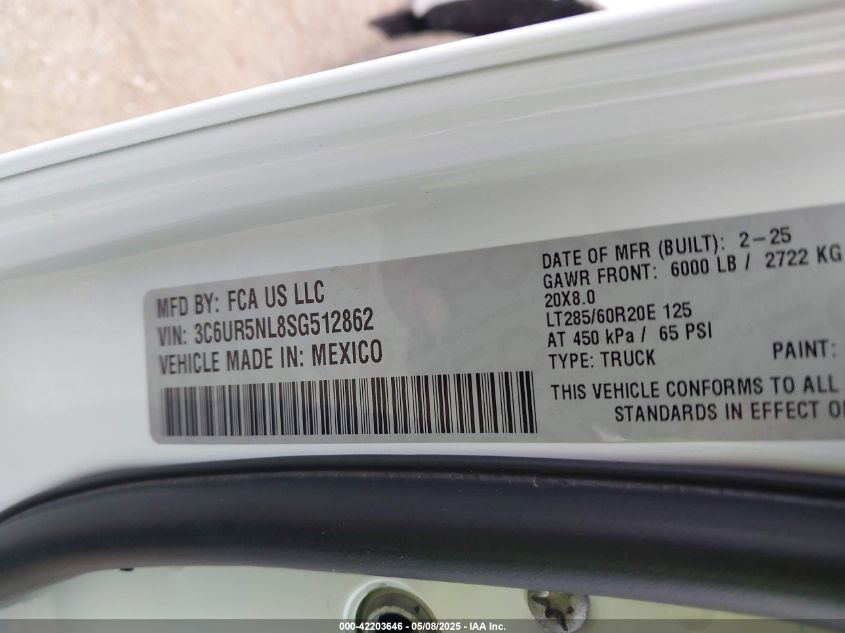 MFD BY: FCA US LLC
VIN: 3C6UR5NL8SG512862
VEHICLE MADE IN: MEXICO
DATE OF MFR (BUILT): 2-25
GAWR FRONT: 6000 LB / 2722 KG
20X8.0
LT285/60R20E 125
AT 450 kPa / 65 PSI
TYPE: TRUCK PAINT:
THIS VEHICLE CONFORMS TO ALL
STANDARDS IN EFFECT
000-42203646 - 05/08/2025 - IAA Inc.